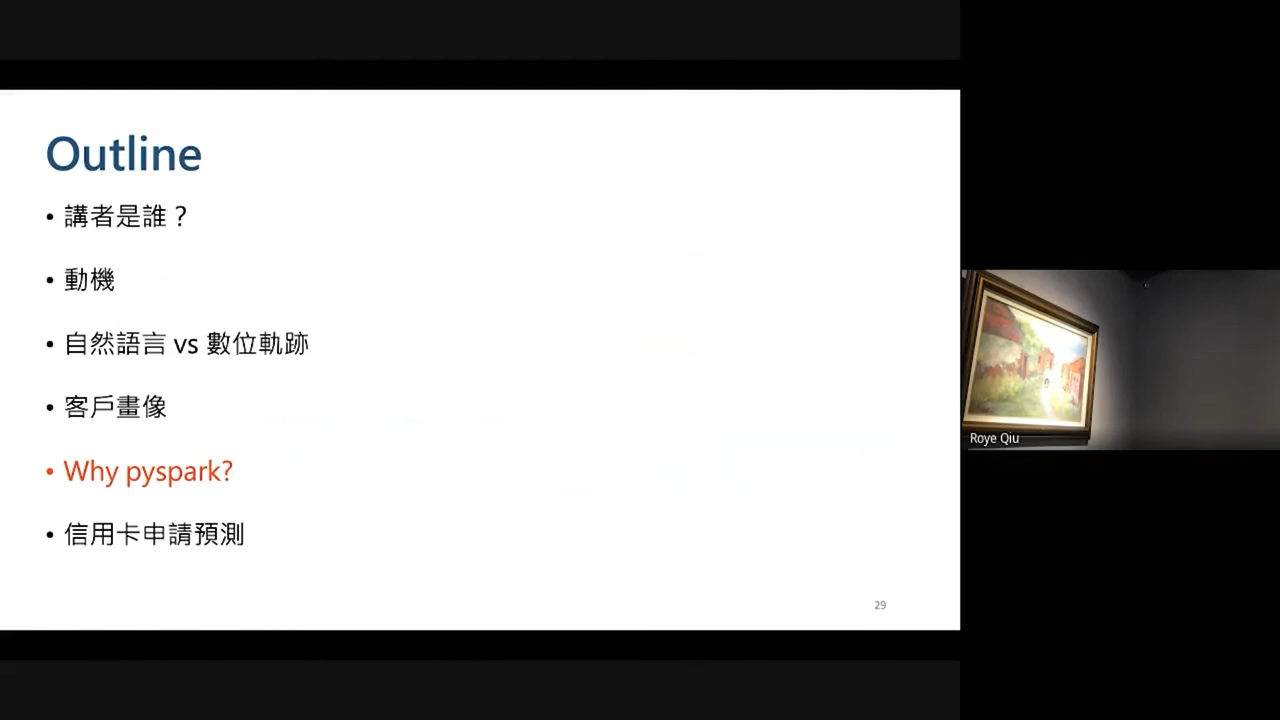 Outline
• 講者是誰？
• 動機
• 自然語言 vs 數位軌跡
• 客戶畫像
• Why pyspark?
• 信用卡申請預測
29
Roye Qiu